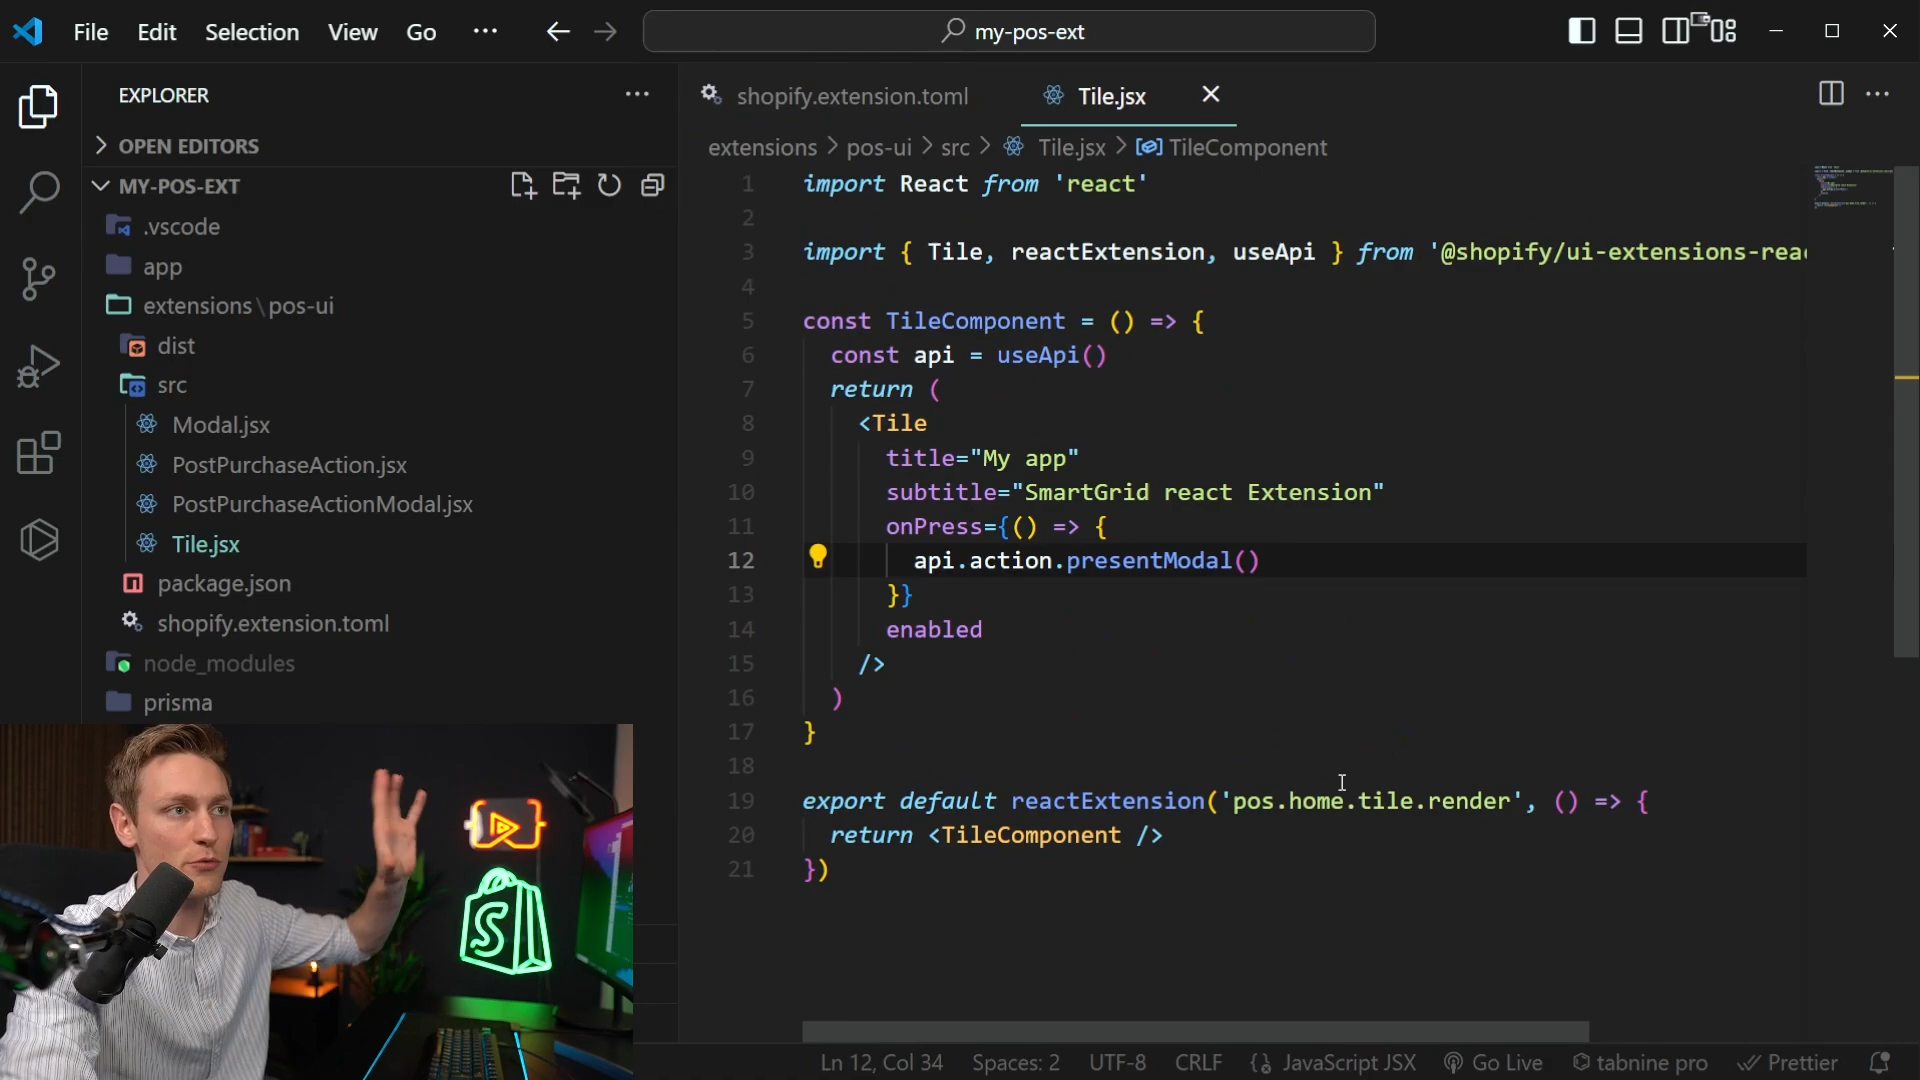 File Edit Selection View Go ··· my-pos-ext
EXPLORER ···
OPEN EDITORS
MY-POS-EXT
.vscode
app
extensions\pos-ui
dist
src
Modal.jsx
PostPurchaseAction.jsx
PostPurchaseActionModal.jsx
Tile.jsx
package.json
shopify.extension.toml
node_modules
prisma
S
shopify.extension.toml Tile.jsx
extensions > pos-ui > src > Tile.jsx > TileComponent
1 import React from 'react'
2
3 import { Tile, reactExtension, useApi } from '@shopify/ui-extensions-reac
4
5 const TileComponent = () => {
6 const api = useApi()
7 return (
8 <Tile
9 title="My app"
10 subtitle="SmartGrid react Extension"
11 onPress={() => {
12 api.action.presentModal()
13 }}
14 enabled
15 />
16 )
17 }
18
19 export default reactExtension('pos.home.tile.render', () => {
20 return <TileComponent />
21 })
Ln 12, Col 34 Spaces: 2 UTF-8 CRLF {} JavaScript JSX Go Live tabnine pro Prettier